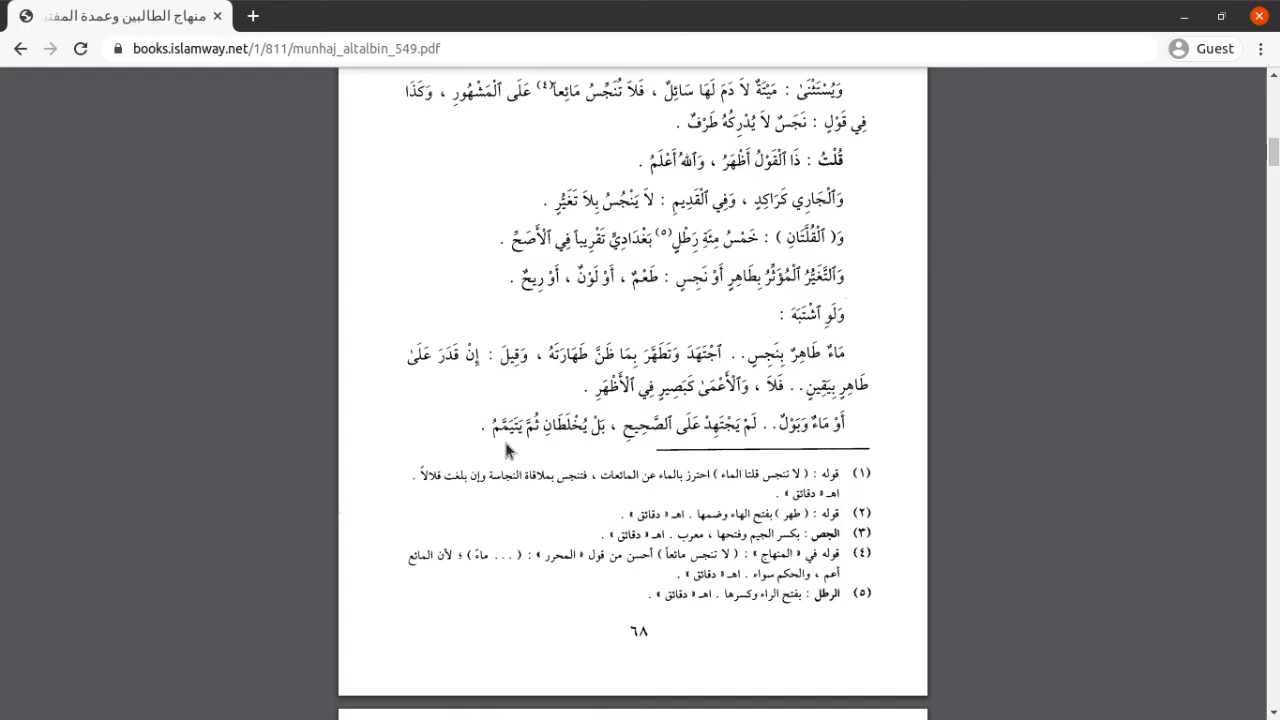 منهاج الطالبين وعمدة المفتي
books.islamway.net/1/811/munhaj_altalbin_549.pdf
Guest
وَيُسْتَثْنَىٰ : مَيْتَةٌ لاَ دَمَ لَهَا سَائِلٌ ، فَلاَ تُنَجِّسُ مَائِعاً(٤) عَلَى ٱلْمَشْهُورِ ، وَكَذَا
فِي قَوْلٍ : نَجَسٌ لاَ يُدْرِكُهُ طَرْفٌ .
قُلْتُ : ذَا ٱلْقَوْلُ أَظْهَرُ ، وَٱللهُ أَعْلَمُ .
وَٱلْجَارِي كَرَاكِدٍ ، وَفِي ٱلْقَدِيمِ : لاَ يَنْجُسُ بِلاَ تَغَيُّرٍ .
وَ( ٱلْقُلَّتَانِ ) : خَمْسُ مِئَةِ رَطْلٍ(٥) بَغْدَادِيٍّ تَقْرِيباً فِي ٱلْأَصَحِّ .
وَٱلتَّغَيُّرُ ٱلْمُؤَثِّرُ بِطَاهِرٍ أَوْ نَجِسٍ : طَعْمٌ ، أَوْ لَوْنٌ ، أَوْ رِيحٌ .
وَلَوِ ٱشْتَبَهَ :
مَاءٌ طَاهِرٌ بِنَجِسٍ . . ٱجْتَهَدَ وَتَطَهَّرَ بِمَا ظَنَّ طَهَارَتَهُ ، وَقِيلَ : إِنْ قَدَرَ عَلَىٰ
طَاهِرٍ بِيَقِينٍ . . فَلاَ ، وَٱلْأَعْمَىٰ كَبَصِيرٍ فِي ٱلْأَظْهَرِ .
أَوْ مَاءٌ وَبَوْلٌ . . لَمْ يَجْتَهِدْ عَلَى ٱلصَّحِيحِ ، بَلْ يُخْلَطَانِ ثُمَّ يَتَيَمَّمُ .
(١) قوله : ( لا تنجس قلتا الماء ) احترز بالماء عن المائعات ، فتنجس بملاقاة النجاسة وإن بلغت قلالاً .
اهـ « دقائق » .
(٢) قوله : ( طهر ) بفتح الهاء وضمها . اهـ « دقائق » .
(٣) الجص : بكسر الجيم وفتحها ، معرب . اهـ « دقائق » .
(٤) قوله في « المنهاج » : ( لا تنجس مائعاً ) أحسن من قول « المحرر » : ( . . . ماءً ) ؛ لأن المائع
أعم ، والحكم سواء . اهـ « دقائق » .
(٥) الرطل : بفتح الراء وكسرها . اهـ « دقائق » .
٦٨